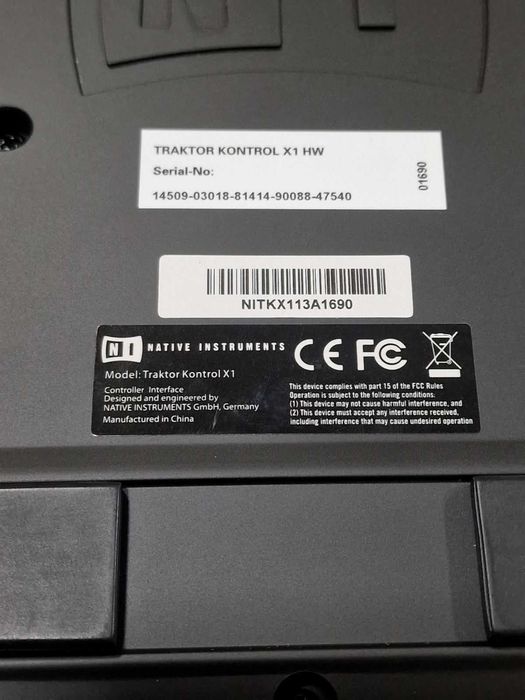 NI
TRAKTOR KONTROL X1 HW
Serial-No:
14509-03018-81414-90088-47540
01690
NITKX113A1690
NI NATIVE INSTRUMENTS
CE FC
Model: Traktor Kontrol X1
Controller Interface
Designed and engineered by
NATIVE INSTRUMENTS GmbH, Germany
Manufactured in China
This device complies with part 15 of the FCC Rules
Operation is subject to the following conditions.
(1) This device may not cause harmful interference, and
(2) This device must accept any interference received,
including interference that may cause undesired operation